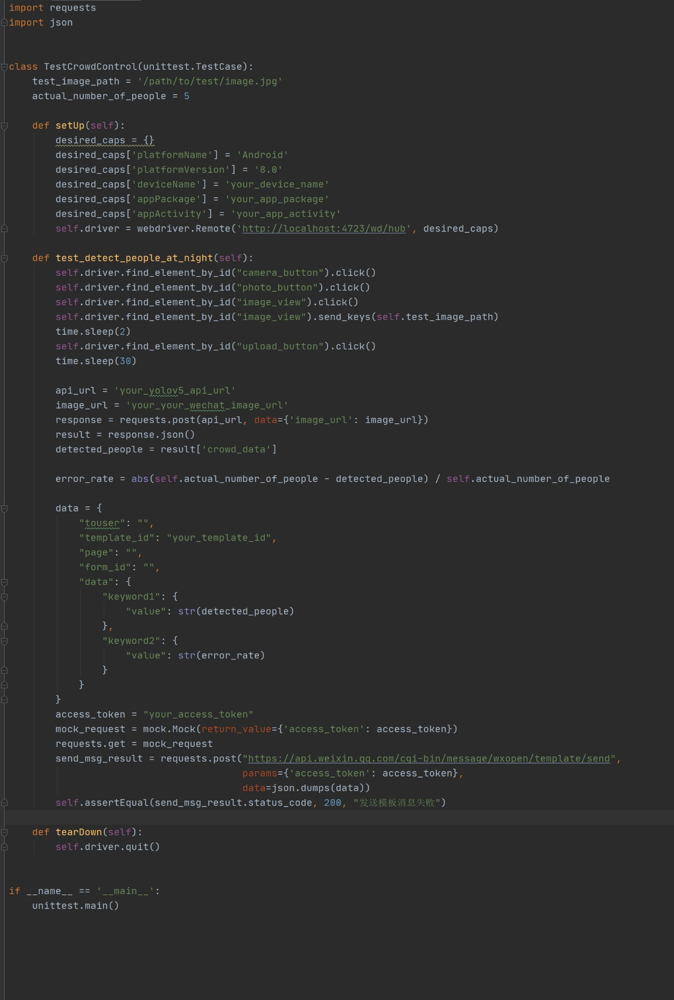 import requests
import json
class TestCrowdControl(unittest.TestCase):
    test_image_path = '/path/to/test/image.jpg'
    actual_number_of_people = 5
    def setUp(self):
        desired_caps = {}
        desired_caps['platformName'] = 'Android'
        desired_caps['platformVersion'] = '8.0'
        desired_caps['deviceName'] = 'your_device_name'
        desired_caps['appPackage'] = 'your_app_package'
        desired_caps['appActivity'] = 'your_app_activity'
        self.driver = webdriver.Remote('http://localhost:4723/wd/hub', desired_caps)
    def test_detect_people_at_night(self):
        self.driver.find_element_by_id("camera_button").click()
        self.driver.find_element_by_id("photo_button").click()
        self.driver.find_element_by_id("image_view").click()
        self.driver.find_element_by_id("image_view").send_keys(self.test_image_path)
        time.sleep(2)
        self.driver.find_element_by_id("upload_button").click()
        time.sleep(30)
        api_url = 'your_yolov5_api_url'
        image_url = 'your_your_wechat_image_url'
        response = requests.post(api_url, data={'image_url': image_url})
        result = response.json()
        detected_people = result['crowd_data']
        error_rate = abs(self.actual_number_of_people - detected_people) / self.actual_number_of_people
        data = {
            "touser": "",
            "template_id": "your_template_id",
            "page": "",
            "form_id": "",
            "data": {
                "keyword1": {
                    "value": str(detected_people)
                },
                "keyword2": {
                    "value": str(error_rate)
                }
            }
        }
        access_token = "your_access_token"
        mock_request = mock.Mock(return_value={'access_token': access_token})
        requests.get = mock_request
        send_msg_result = requests.post("https://api.weixin.qq.com/cgi-bin/message/wxopen/template/send",
                                        params={'access_token': access_token},
                                        data=json.dumps(data))
        self.assertEqual(send_msg_result.status_code, 200, "发送模板消息失败")
    def tearDown(self):
        self.driver.quit()
if __name__ == '__main__':
    unittest.main()